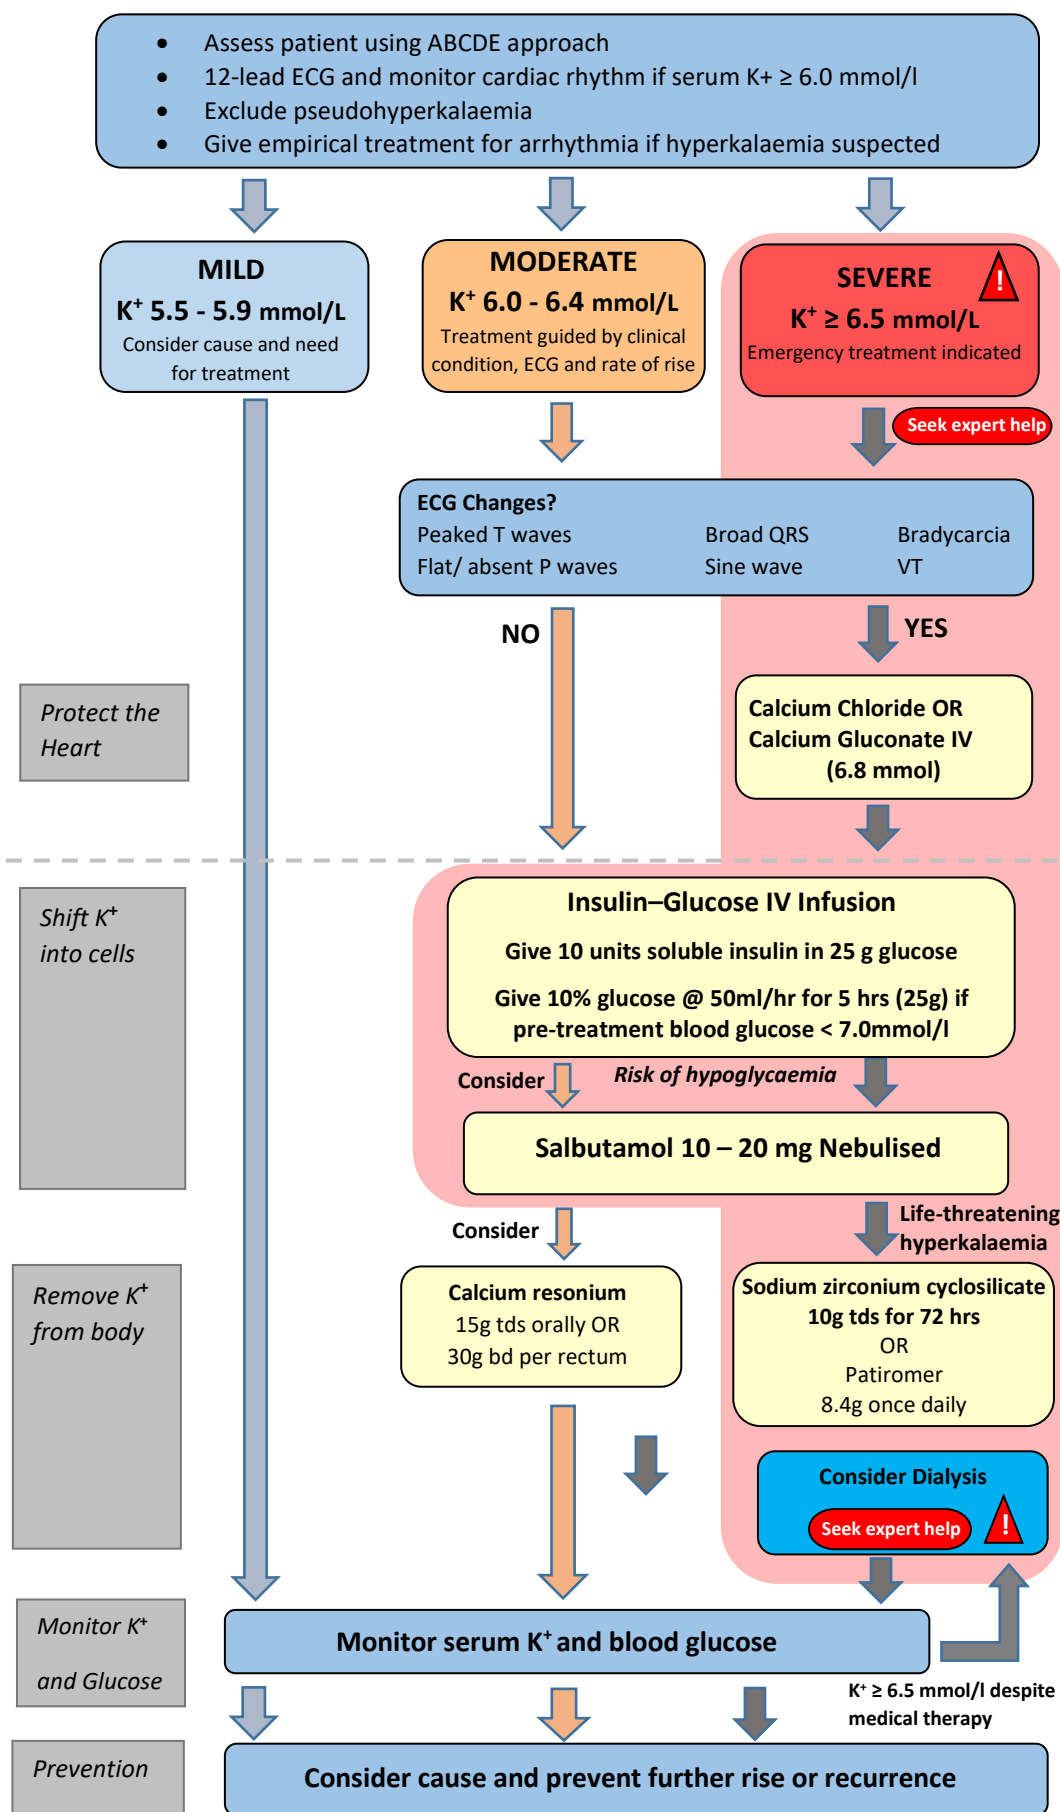 • Assess patient using ABCDE approach
• 12-lead ECG and monitor cardiac rhythm if serum K+ ≥ 6.0 mmol/l
• Exclude pseudohyperkalaemia
• Give empirical treatment for arrhythmia if hyperkalaemia suspected
MILD
K⁺ 5.5 - 5.9 mmol/L
Consider cause and need
for treatment
MODERATE
K⁺ 6.0 - 6.4 mmol/L
Treatment guided by clinical
condition, ECG and rate of rise
SEVERE
!
K⁺ ≥ 6.5 mmol/L
Emergency treatment indicated
Seek expert help
ECG Changes?
Peaked T waves Broad QRS Bradycarcia
Flat/ absent P waves Sine wave VT
NO
YES
Protect the
Heart
Calcium Chloride OR
Calcium Gluconate IV
(6.8 mmol)
Shift K⁺
into cells
Insulin–Glucose IV Infusion
Give 10 units soluble insulin in 25 g glucose
Give 10% glucose @ 50ml/hr for 5 hrs (25g) if
pre-treatment blood glucose < 7.0mmol/l
Consider
Risk of hypoglycaemia
Salbutamol 10 – 20 mg Nebulised
Consider
Life-threatening
hyperkalaemia
Remove K⁺
from body
Calcium resonium
15g tds orally OR
30g bd per rectum
Sodium zirconium cyclosilicate
10g tds for 72 hrs
OR
Patiromer
8.4g once daily
Consider Dialysis
Seek expert help
!
Monitor K⁺
and Glucose
Monitor serum K⁺ and blood glucose
K⁺ ≥ 6.5 mmol/l despite
medical therapy
Prevention
Consider cause and prevent further rise or recurrence